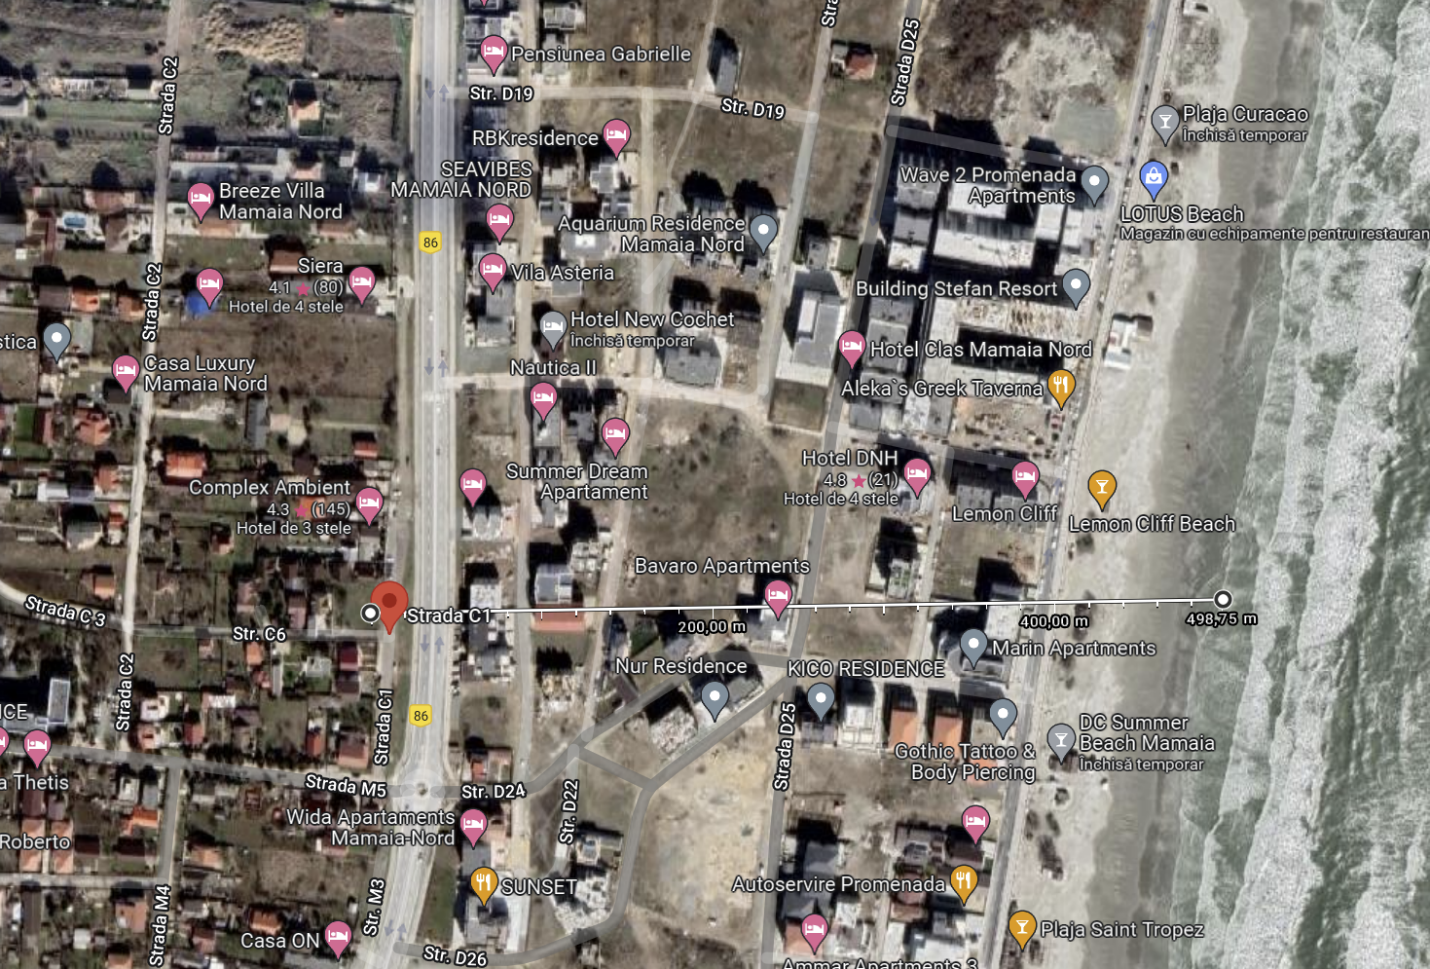 Strada C2
Pensiunea Gabrielle
Strada D25
Str. D19
Str. D19
Plaja Curacao
Închisă temporar
RBKresidence
SEAVIBES
MAMAIA NORD
Wave 2 Promenada
Apartments
Breeze Villa
Mamaia Nord
LOTUS Beach
Magazin cu echipamente pentru restauran
Aquarium Residence
Mamaia Nord
86
Siera
4.1 ★ (80)
Hotel de 4 stele
Vila Asteria
Strada C2
Building Stefan Resort
Hotel New Cochet
Închisă temporar
stica
Hotel Clas Mamaia Nord
Casa Luxury
Mamaia Nord
Nautica II
Aleka`s Greek Taverna
Hotel DNH
4.8 ★ (21)
Hotel de 4 stele
Summer Dream
Apartament
Complex Ambient
4.3 ★ (145)
Hotel de 3 stele
Lemon Cliff
Lemon Cliff Beach
Bavaro Apartments
Strada C 3
Strada C1
200,00 m
400,00 m
498,75 m
Str. C6
Marin Apartments
Nur Residence
KICO RESIDENCE
Strada C2
ICE
86
Strada C1
Strada D25
DC Summer
Beach Mamaia
Închisă temporar
Gothic Tattoo &
Body Piercing
a Thetis
Strada M5
Str. D24
Str. D22
Wida Apartaments
Mamaia-Nord
Roberto
SUNSET
Autoservire Promenada
Strada M4
Str. M3
Casa ON
Plaja Saint Tropez
Str. D26
Ammar Apartments 3